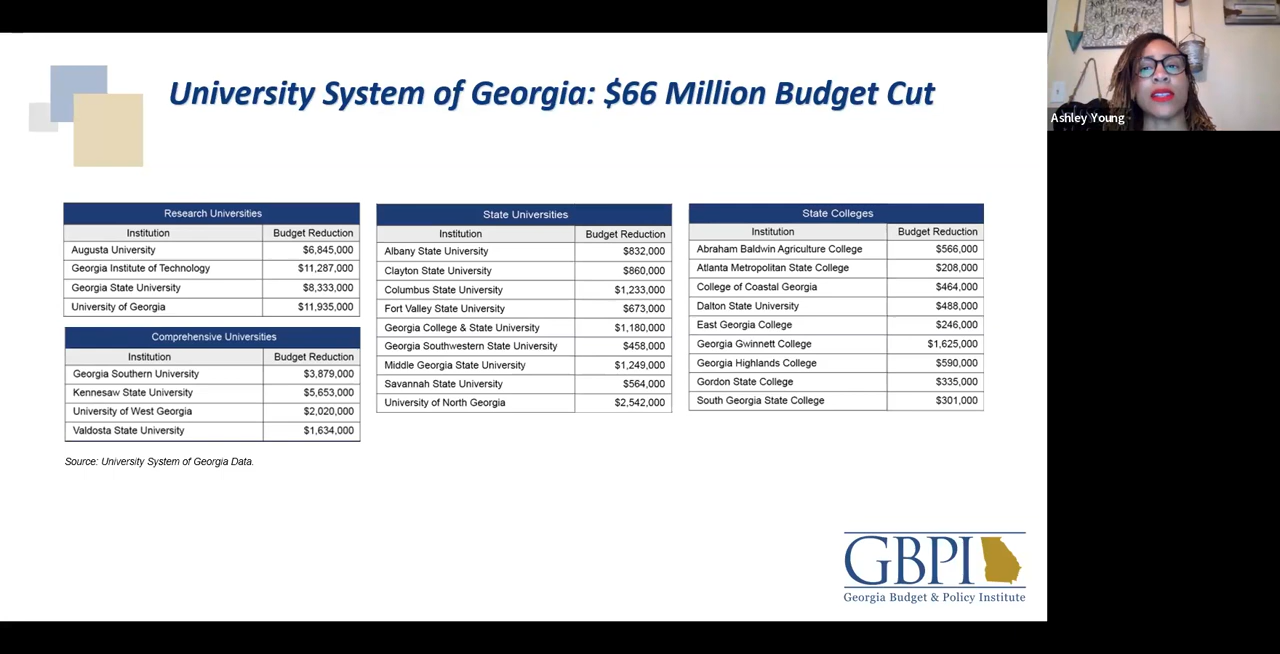 University System of Georgia: $66 Million Budget Cut
Ashley Young
Research Universities
Institution Budget Reduction
Augusta University $6,845,000
Georgia Institute of Technology $11,287,000
Georgia State University $8,333,000
University of Georgia $11,935,000
Comprehensive Universities
Institution Budget Reduction
Georgia Southern University $3,879,000
Kennesaw State University $5,653,000
University of West Georgia $2,020,000
Valdosta State University $1,634,000
State Universities
Institution Budget Reduction
Albany State University $832,000
Clayton State University $860,000
Columbus State University $1,233,000
Fort Valley State University $673,000
Georgia College & State University $1,180,000
Georgia Southwestern State University $458,000
Middle Georgia State University $1,249,000
Savannah State University $564,000
University of North Georgia $2,542,000
State Colleges
Institution Budget Reduction
Abraham Baldwin Agriculture College $566,000
Atlanta Metropolitan State College $208,000
College of Coastal Georgia $464,000
Dalton State University $488,000
East Georgia College $246,000
Georgia Gwinnett College $1,625,000
Georgia Highlands College $590,000
Gordon State College $335,000
South Georgia State College $301,000
Source: University System of Georgia Data.
GBPI
Georgia Budget & Policy Institute